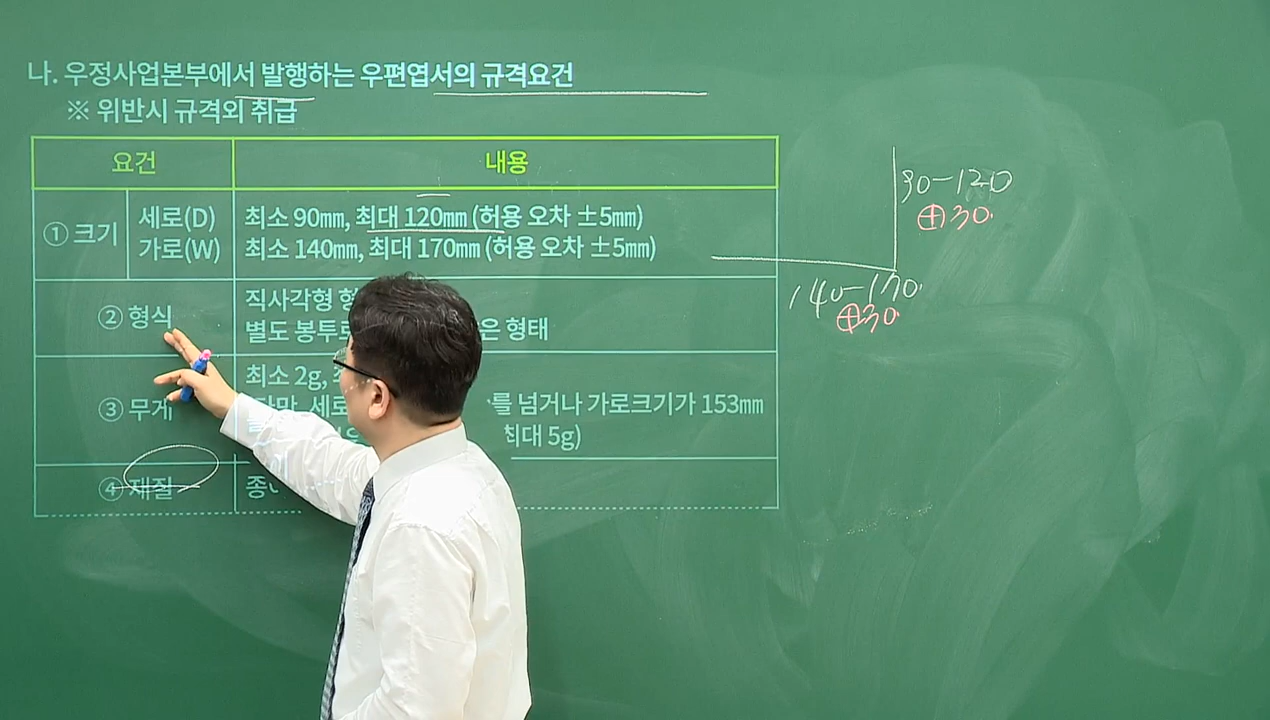 나. 우정사업본부에서 발행하는 우편엽서의 규격요건
※ 위반시 규격외 취급
요건 내용
① 크기 세로(D) 최소 90㎜, 최대 120㎜ (허용 오차 ±5㎜)
가로(W) 최소 140㎜, 최대 170㎜ (허용 오차 ±5㎜)
② 형식 직사각형
별도 은 형태
③ 무게 최소 2g,
를 넘거나 가로크기가 153㎜
최대 5g)
④ 재질
90-120
⊕30
140-170
⊕30